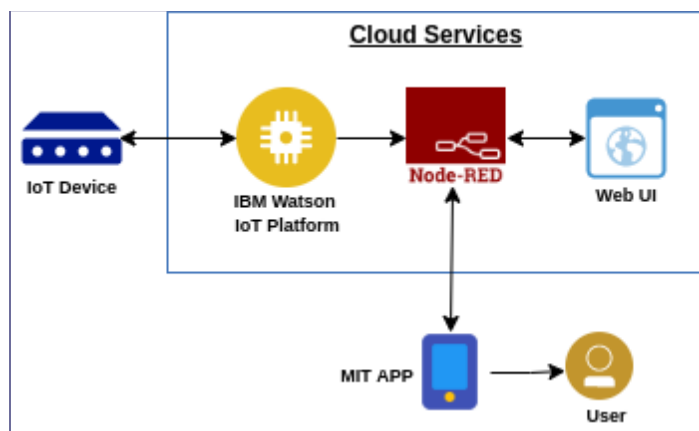 Cloud Services
IoT Device
IBM Watson
IoT Platform
Node-RED
Web UI
MIT APP
User